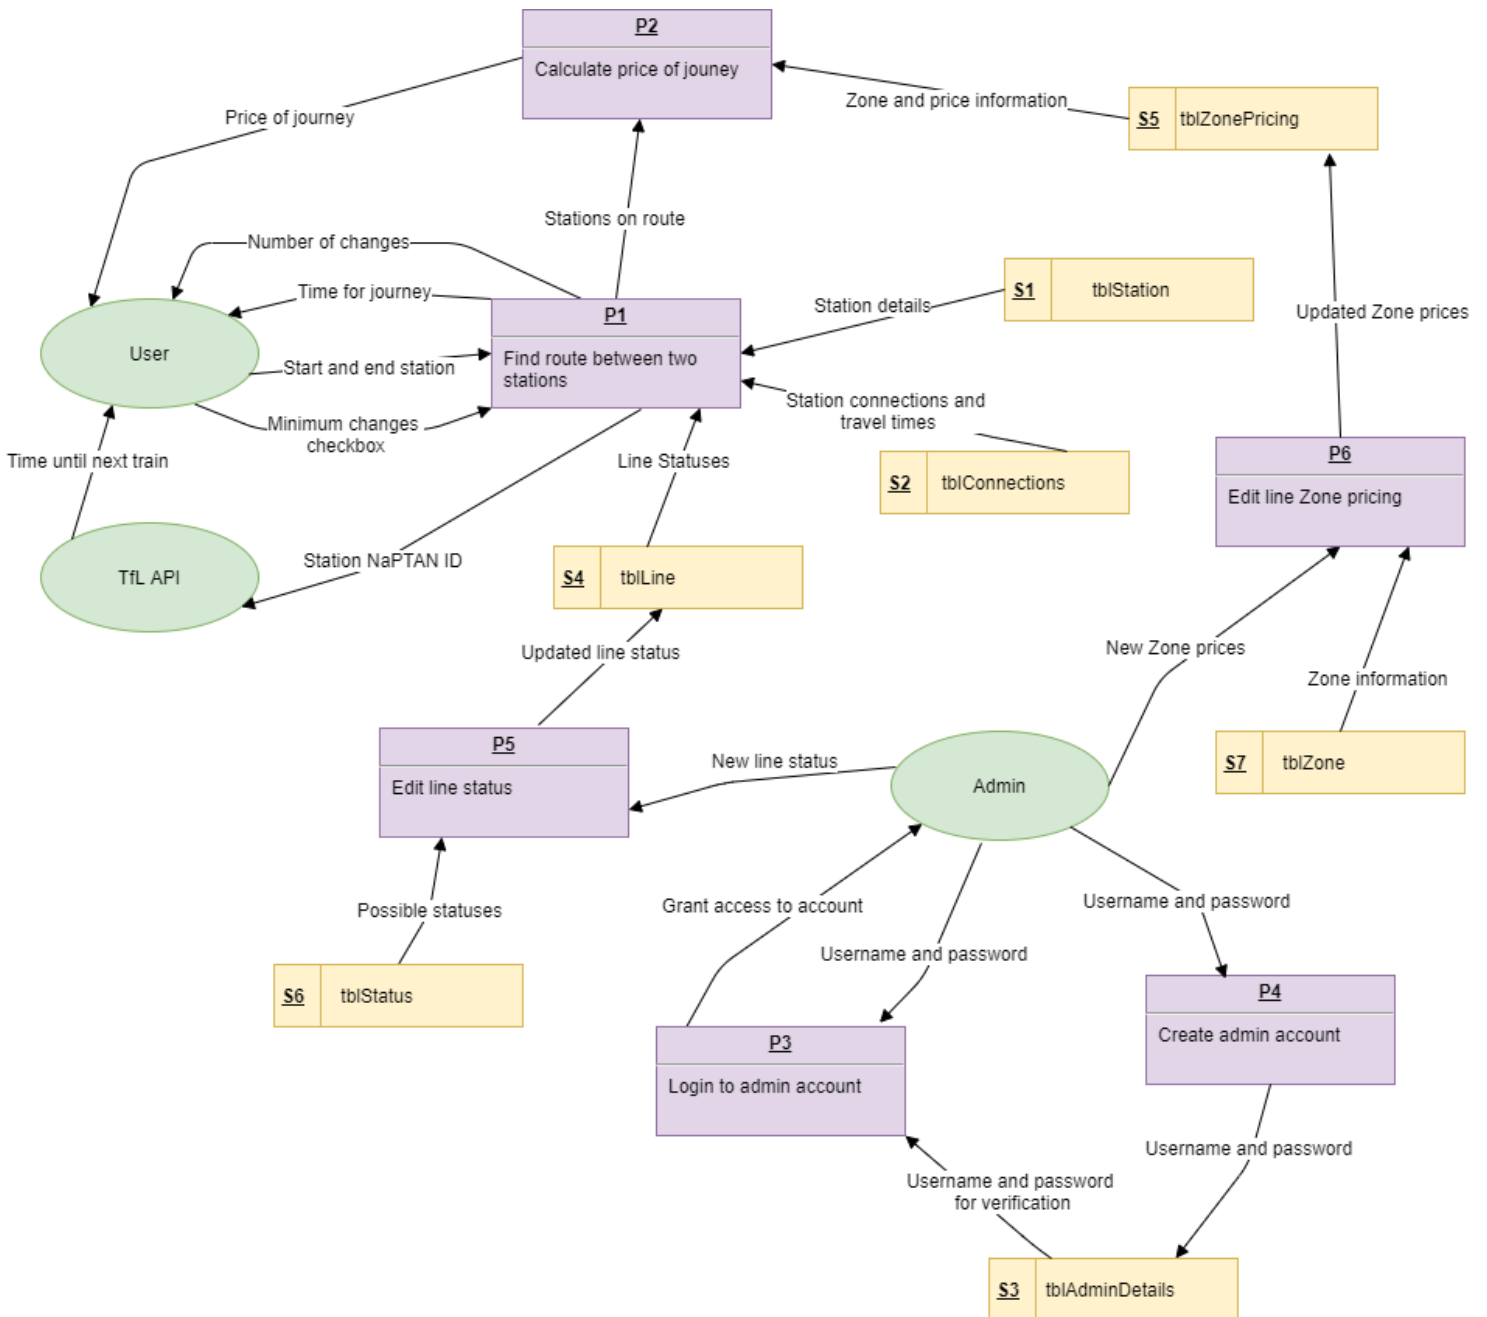 P2
Calculate price of jouney
Price of journey
Zone and price information
S5 tblZonePricing
Stations on route
Number of changes
Time for journey
P1
Find route between two
stations
User
Start and end station
Minimum changes
checkbox
Station details
S1 tblStation
Updated Zone prices
Station connections and
travel times
Time until next train
Line Statuses
S2 tblConnections
P6
Edit line Zone pricing
TfL API
Station NaPTAN ID
S4 tblLine
Updated line status
New Zone prices
Zone information
P5
Edit line status
New line status
Admin
S7 tblZone
Possible statuses
Grant access to account
Username and password
Username and password
S6 tblStatus
P3
Login to admin account
P4
Create admin account
Username and password
Username and password
for verification
S3 tblAdminDetails